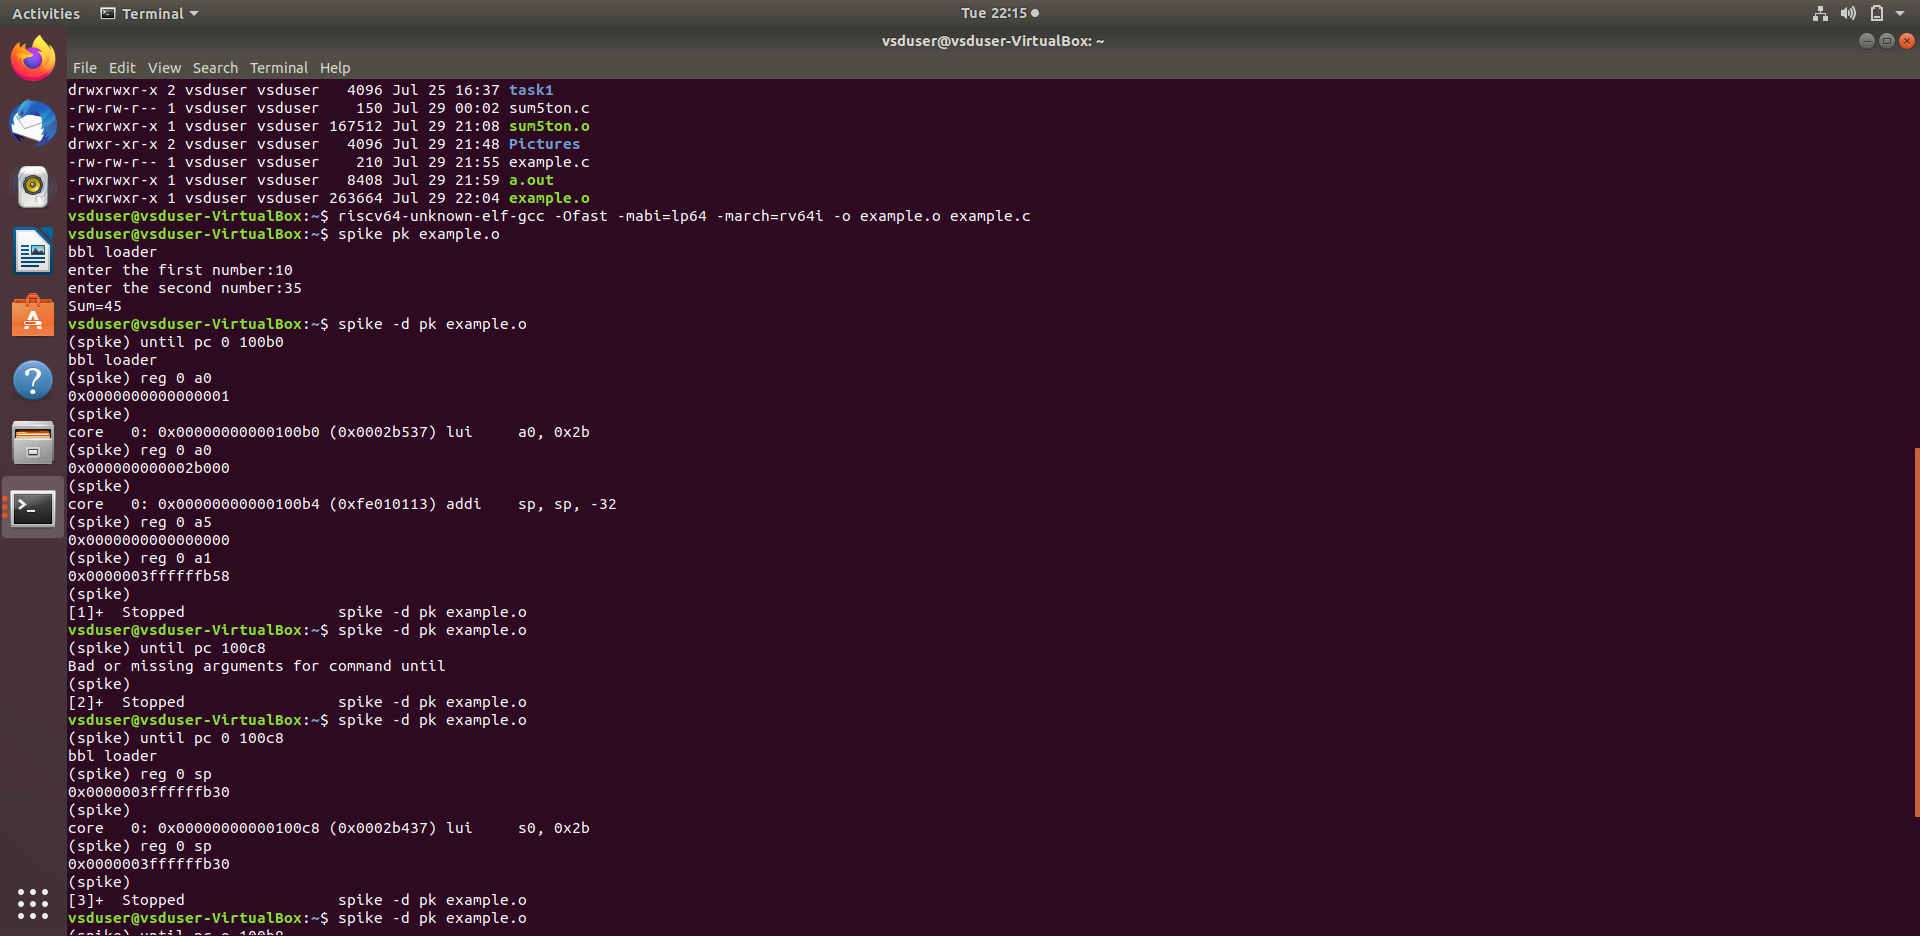 Activities
Terminal
Tue 22:15
vsduser@vsduser-VirtualBox: ~
File Edit View Search Terminal Help
drwxrwxr-x 2 vsduser vsduser   4096 Jul 25 16:37 task1
-rw-rw-r-- 1 vsduser vsduser    150 Jul 29 00:02 sum5ton.c
-rwxrwxr-x 1 vsduser vsduser 167512 Jul 29 21:08 sum5ton.o
drwxr-xr-x 2 vsduser vsduser   4096 Jul 29 21:48 Pictures
-rw-rw-r-- 1 vsduser vsduser    210 Jul 29 21:55 example.c
-rwxrwxr-x 1 vsduser vsduser   8408 Jul 29 21:59 a.out
-rwxrwxr-x 1 vsduser vsduser 263664 Jul 29 22:04 example.o
vsduser@vsduser-VirtualBox:~$ riscv64-unknown-elf-gcc -Ofast -mabi=lp64 -march=rv64i -o example.o example.c
vsduser@vsduser-VirtualBox:~$ spike pk example.o
bbl loader
enter the first number:10
enter the second number:35
Sum=45
vsduser@vsduser-VirtualBox:~$ spike -d pk example.o
(spike) until pc 0 100b0
bbl loader
(spike) reg 0 a0
0x0000000000000001
(spike)
core   0: 0x00000000000100b0 (0x0002b537) lui     a0, 0x2b
(spike) reg 0 a0
0x000000000002b000
(spike)
core   0: 0x00000000000100b4 (0xfe010113) addi    sp, sp, -32
(spike) reg 0 a5
0x0000000000000000
(spike) reg 0 a1
0x0000003ffffffb58
(spike)
[1]+  Stopped                 spike -d pk example.o
vsduser@vsduser-VirtualBox:~$ spike -d pk example.o
(spike) until pc 100c8
Bad or missing arguments for command until
(spike)
[2]+  Stopped                 spike -d pk example.o
vsduser@vsduser-VirtualBox:~$ spike -d pk example.o
(spike) until pc 0 100c8
bbl loader
(spike) reg 0 sp
0x0000003ffffffb30
(spike)
core   0: 0x00000000000100c8 (0x0002b437) lui     s0, 0x2b
(spike) reg 0 sp
0x0000003ffffffb30
(spike)
[3]+  Stopped                 spike -d pk example.o
vsduser@vsduser-VirtualBox:~$ spike -d pk example.o
(spike) until pc